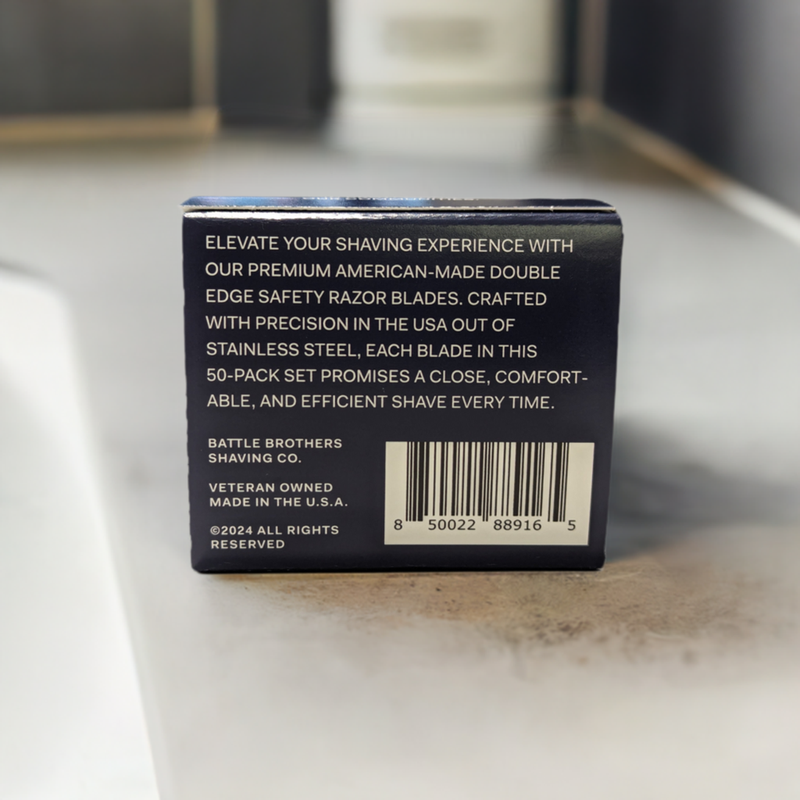 ELEVATE YOUR SHAVING EXPERIENCE WITH
OUR PREMIUM AMERICAN-MADE DOUBLE
EDGE SAFETY RAZOR BLADES. CRAFTED
WITH PRECISION IN THE USA OUT OF
STAINLESS STEEL, EACH BLADE IN THIS
50-PACK SET PROMISES A CLOSE, COMFORT-
ABLE, AND EFFICIENT SHAVE EVERY TIME.
BATTLE BROTHERS
SHAVING CO.
VETERAN OWNED
MADE IN THE U.S.A.
©2024 ALL RIGHTS
RESERVED
8 50022 88916 5